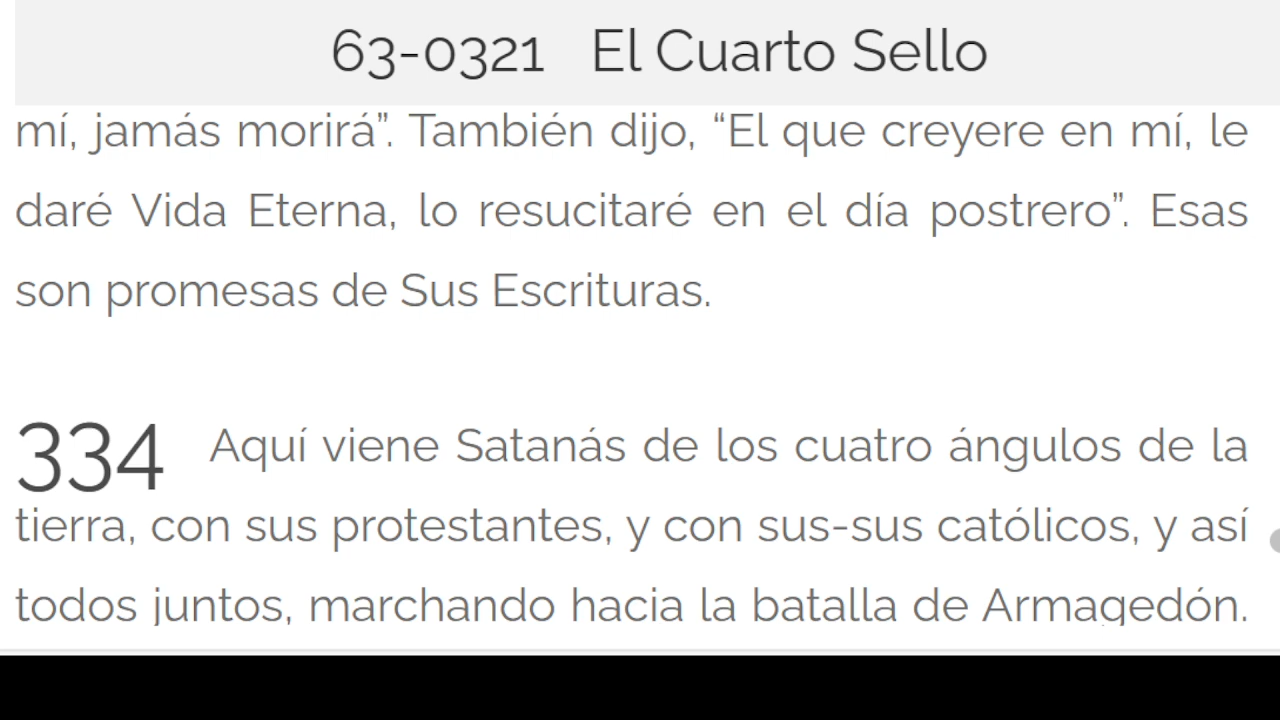 63-0321 El Cuarto Sello
mí, jamás morirá”. También dijo, “El que creyere en mí, le
daré Vida Eterna, lo resucitaré en el día postrero”. Esas
son promesas de Sus Escrituras.
334 Aquí viene Satanás de los cuatro ángulos de la
tierra, con sus protestantes, y con sus-sus católicos, y así
todos juntos, marchando hacia la batalla de Armagedón.